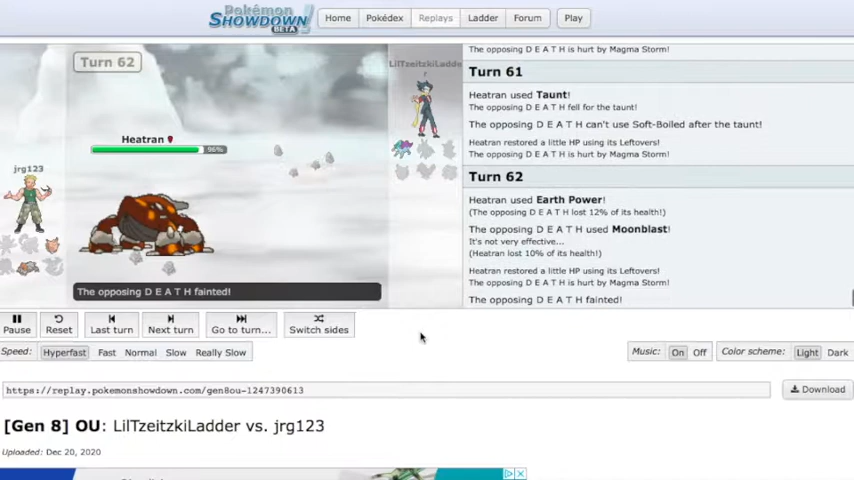 Pokémon
SHOWDOWN!
BETA
Home
Pokédex
Replays
Ladder
Forum
Play
Turn 62
LilTzeitzkiLadder
Heatran
96%
jrg123
The opposing D E A T H fainted!
The opposing D E A T H is hurt by Magma Storm!
Turn 61
Heatran used Taunt!
The opposing D E A T H fell for the taunt!
The opposing D E A T H can't use Soft-Boiled after the taunt!
Heatran restored a little HP using its Leftovers!
The opposing D E A T H is hurt by Magma Storm!
Turn 62
Heatran used Earth Power!
(The opposing D E A T H lost 12% of its health!)
The opposing D E A T H used Moonblast!
It's not very effective...
(Heatran lost 10% of its health!)
Heatran restored a little HP using its Leftovers!
The opposing D E A T H is hurt by Magma Storm!
The opposing D E A T H fainted!
Pause
Reset
Last turn
Next turn
Go to turn...
Switch sides
Speed:
Hyperfast
Fast
Normal
Slow
Really Slow
Music:
On
Off
Color scheme:
Light
Dark
https://replay.pokemonshowdown.com/gen8ou-1247390613
Download
[Gen 8] OU: LilTzeitzkiLadder vs. jrg123
Uploaded: Dec 20, 2020